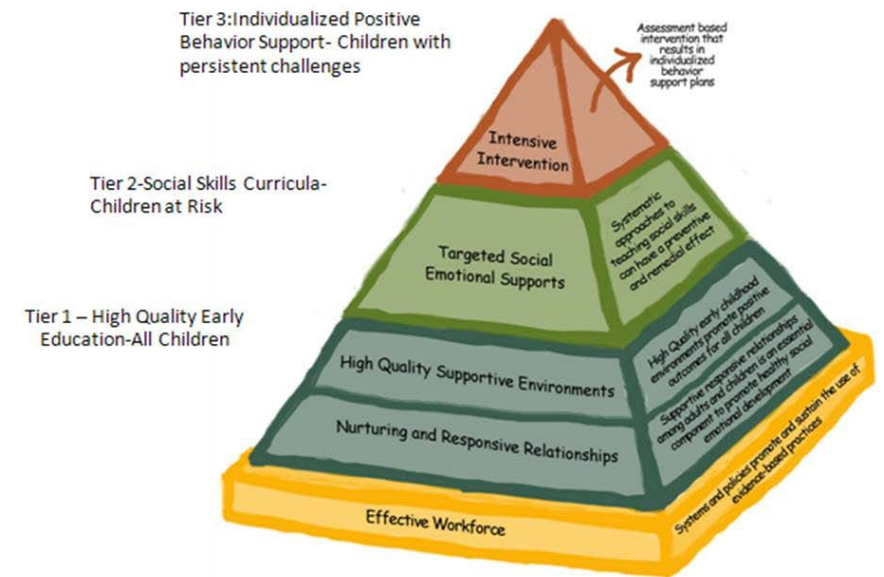 Tier 3:Individualized Positive
Behavior Support- Children with
persistent challenges
Assessment based
intervention that
results in
individualized
behavior
support plans
Intensive
Intervention
Tier 2-Social Skills Curricula-
Children at Risk
Systematic
approaches to
teaching social skills
can have a preventive
and remedial effect
Targeted Social
Emotional Supports
Tier 1 – High Quality Early
Education-All Children
High Quality Supportive Environments
High Quality early childhood
environments promote positive
outcomes for all children
Nurturing and Responsive Relationships
Supportive responsive relationships
among adults and children is an essential
component to promote healthy social
emotional development
Effective Workforce
Systems and policies promote and sustain the use of
evidence-based practices